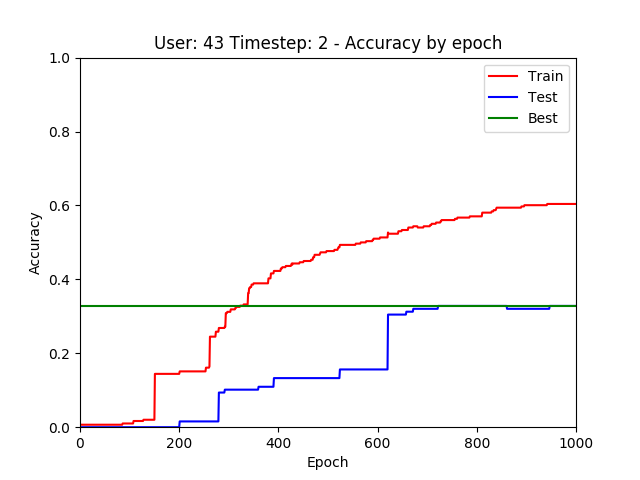 User: 43 Timestep: 2 - Accuracy by epoch
1.0
0.8
0.6
0.4
0.2
0.0
Accuracy
0 200 400 600 800 1000
Epoch
Train
Test
Best